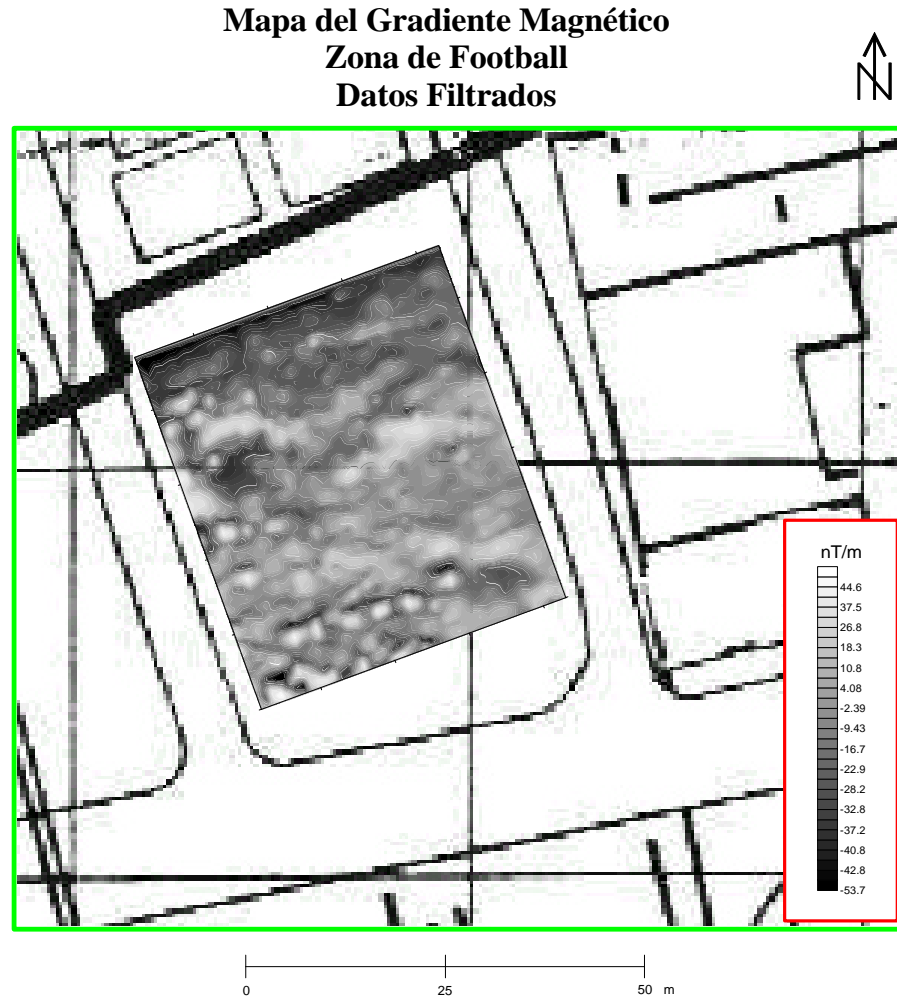 Mapa del Gradiente Magnético
Zona de Football
Datos Filtrados
N
nT/m
44.6
37.5
26.8
18.3
10.8
4.08
-2.39
-9.43
-16.7
-22.9
-28.2
-32.8
-37.2
-40.8
-42.8
-53.7
0 25 50 m